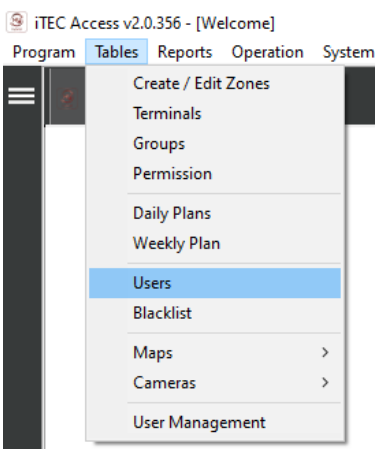 iTEC Access v2.0.356 - [Welcome]
Program Tables Reports Operation System
Create / Edit Zones
Terminals
Groups
Permission
Daily Plans
Weekly Plan
Users
Blacklist
Maps
Cameras
User Management